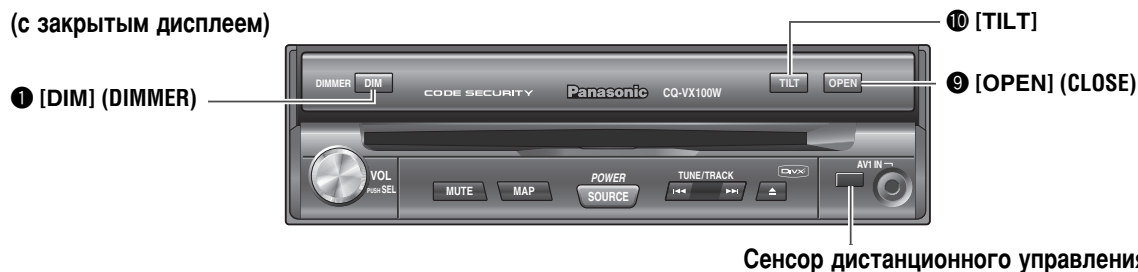 (с закрытым дисплеем)
❿ [TILT]
❶ [DIM] (DIMMER)
❾ [OPEN] (CLOSE)
DIMMER DIM
CODE SECURITY Panasonic CQ-VX100W
TILT OPEN
VOL
PUSH SEL
MUTE MAP
POWER
SOURCE
TUNE/TRACK
DivX
AV1 IN
Сенсор дистанционного управления